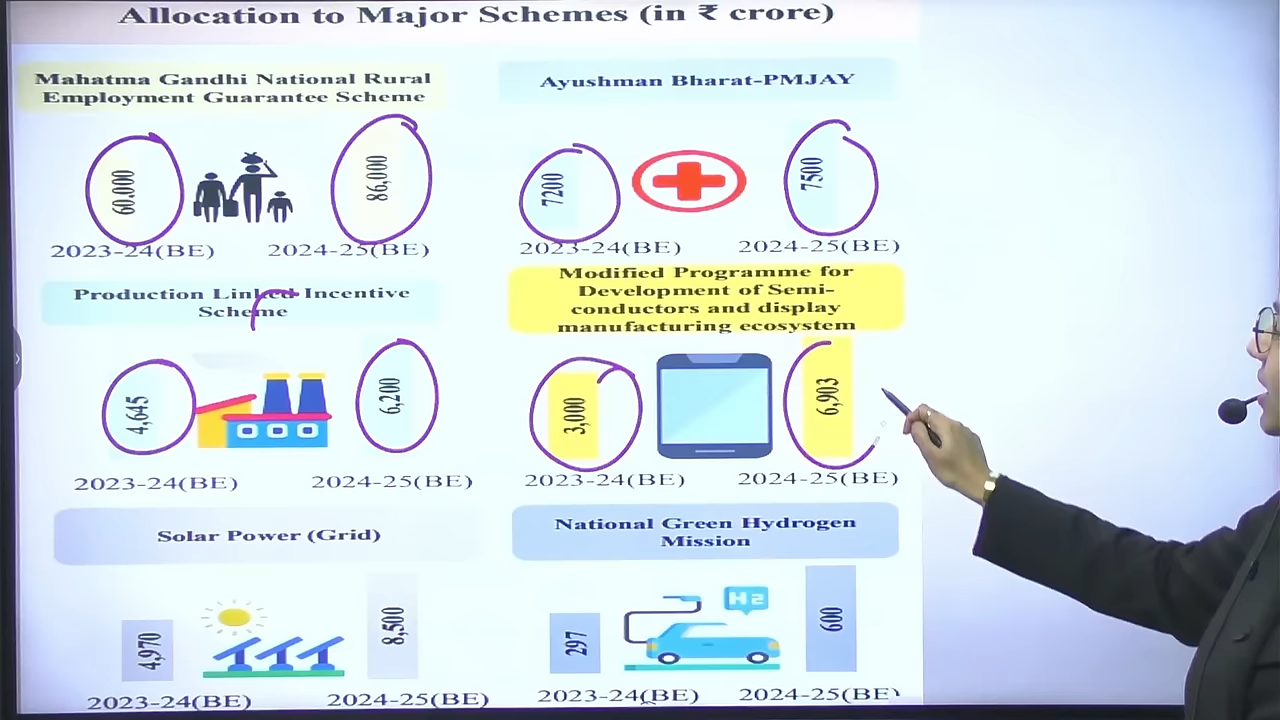 Allocation to Major Schemes (in ₹ crore)
Mahatma Gandhi National Rural
Employment Guarantee Scheme
60.000
86,000
2023-24(BE)
2024-25(BE)
Ayushman Bharat-PMJAY
7200
7500
2023-24(BE)
2024-25(BE)
Production Linked Incentive
Scheme
4,645
6,200
2023-24(BE)
2024-25(BE)
Modified Programme for
Development of Semi-
conductors and display
manufacturing ecosystem
3,000
6,903
2023-24(BE)
2024-25(BE)
Solar Power (Grid)
4,970
8,500
2023-24(BE)
2024-25(BE)
National Green Hydrogen
Mission
297
H2
600
2023-24(BE)
2024-25(BE)